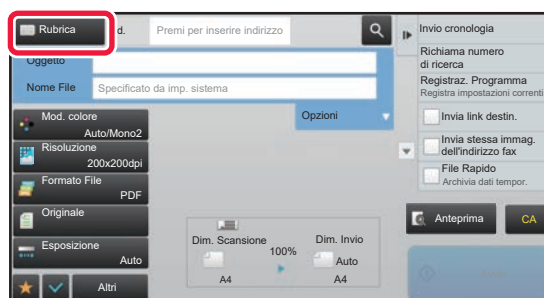 Rubrica
d.
Premi per inserire indirizzo
Oggetto
Nome File
Specificato da imp. sistema
Mod. colore
Auto/Mono2
Risoluzione
200x200dpi
Formato File
PDF
Originale
Esposizione
Auto
Altri
Opzioni
Dim. Scansione
100%
Dim. Invio
Auto
A4
A4
Invio cronologia
Richiama numero
di ricerca
Registraz. Programma
Registra impostazioni correnti
Invia link destin.
Invia stessa immag.
dell'indirizzo fax
File Rapido
Archivia dati tempor.
Anteprima
CA